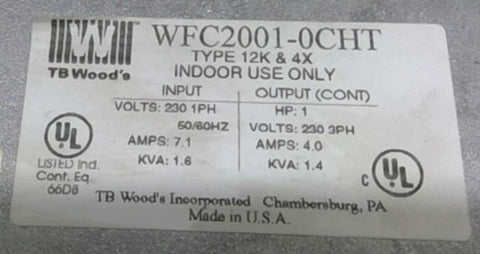 WFC2001-0CHT
TB Wood's
TYPE 12K & 4X
INDOOR USE ONLY
INPUT
VOLTS: 230 1PH
50/60HZ
AMPS: 7.1
KVA: 1.6
OUTPUT (CONT)
HP: 1
VOLTS: 230 3PH
AMPS: 4.0
KVA: 1.4
UL
LISTED Ind.
Cont. Eq.
66D8
C UL
TB Wood's Incorporated Chambersburg, PA
Made in U.S.A.